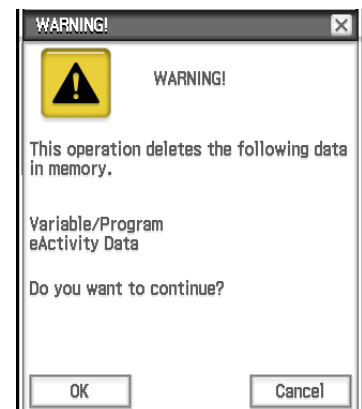 WARNING!
WARNING!
This operation deletes the following data
in memory.
Variable/Program
eActivity Data
Do you want to continue?
OK
Cancel